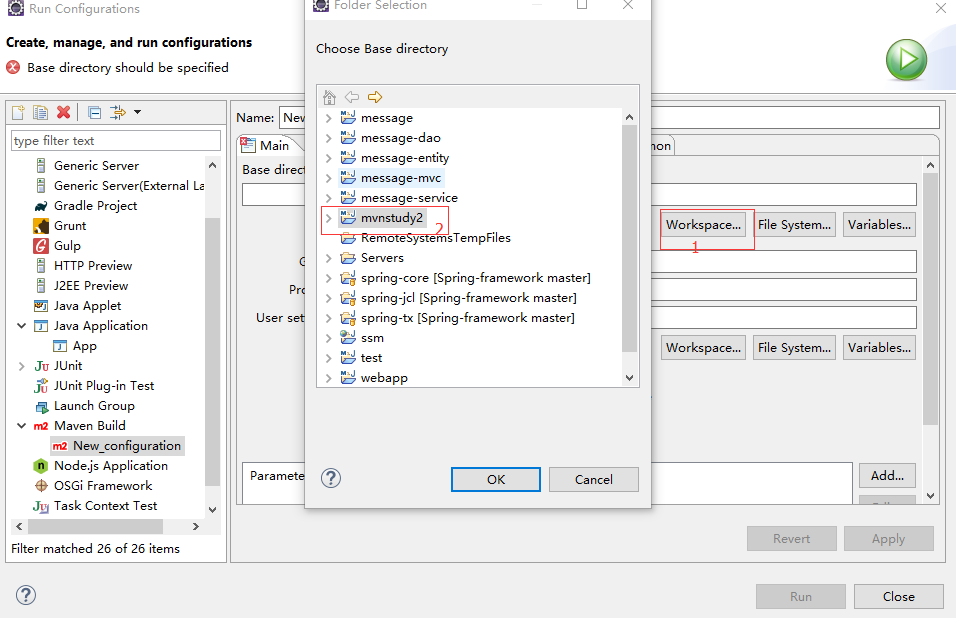 Run Configurations
Create, manage, and run configurations
Base directory should be specified
type filter text
Generic Server
Generic Server(External La
Gradle Project
Grunt
Gulp
HTTP Preview
J2EE Preview
Java Applet
Java Application
App
JUnit
JUnit Plug-in Test
Launch Group
Maven Build
New_configuration
Node.js Application
OSGi Framework
Task Context Test
Filter matched 26 of 26 items
Name: New
Main
Base direct
User set
Paramete
Folder Selection
Choose Base directory
message
message-dao
message-entity
message-mvc
message-service
mvnstudy2
2
RemoteSystemsTempFiles
Servers
spring-core [Spring-framework master]
spring-jcl [Spring-framework master]
spring-tx [Spring-framework master]
ssm
test
webapp
OK Cancel
Workspace... File System... Variables...
1
Workspace... File System... Variables...
Add...
Revert Apply
Run Close